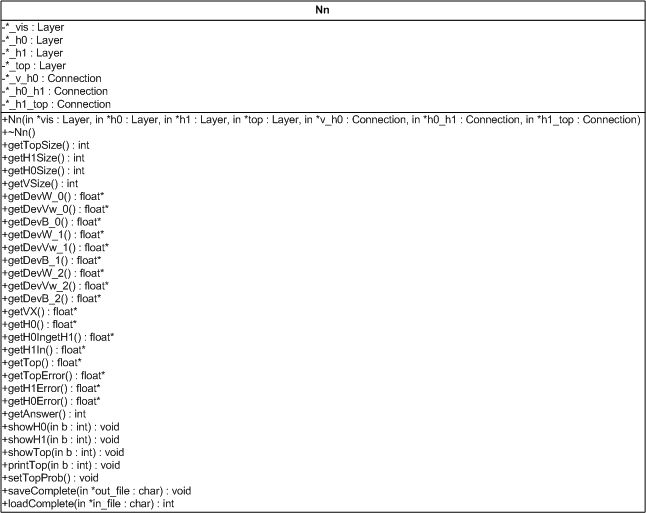 Nn
-*_vis : Layer
-*_h0 : Layer
-*_h1 : Layer
-*_top : Layer
-*_v_h0 : Connection
-*_h0_h1 : Connection
-*_h1_top : Connection
+Nn(in *vis : Layer, in *h0 : Layer, in *h1 : Layer, in *top : Layer, in *v_h0 : Connection, in *h0_h1 : Connection, in *h1_top : Connection)
+~Nn()
+getTopSize() : int
+getH1Size() : int
+getH0Size() : int
+getVSize() : int
+getDevW_0() : float*
+getDevVw_0() : float*
+getDevB_0() : float*
+getDevW_1() : float*
+getDevVw_1() : float*
+getDevB_1() : float*
+getDevW_2() : float*
+getDevVw_2() : float*
+getDevB_2() : float*
+getVX() : float*
+getH0() : float*
+getH0IngetH1() : float*
+getH1In() : float*
+getTop() : float*
+getTopError() : float*
+getH1Error() : float*
+getH0Error() : float*
+getAnswer() : int
+showH0(in b : int) : void
+showH1(in b : int) : void
+showTop(in b : int) : void
+printTop(in b : int) : void
+setTopProb() : void
+saveComplete(in *out_file : char) : void
+loadComplete(in *in_file : char) : int